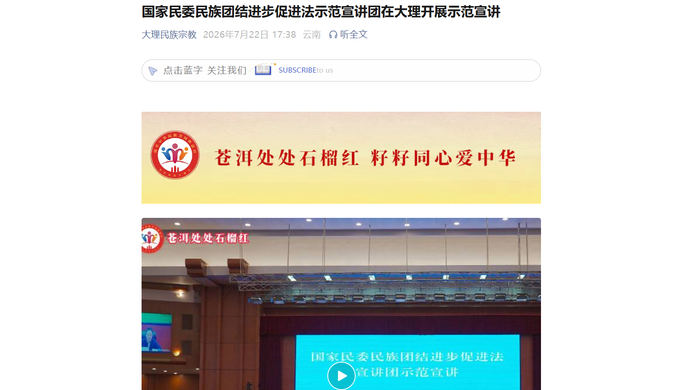 国家民委民族团结进步促进法示范宣讲团在大理开展示范宣讲
大理民族宗教 2026年7月22日 17:38 云南 听全文
点击蓝字 关注我们 SUBSCRIBE to us
苍洱处处石榴红 籽籽同心爱中华
苍洱处处石榴红
国家民委民族团结进步促进法
宣讲团示范宣讲